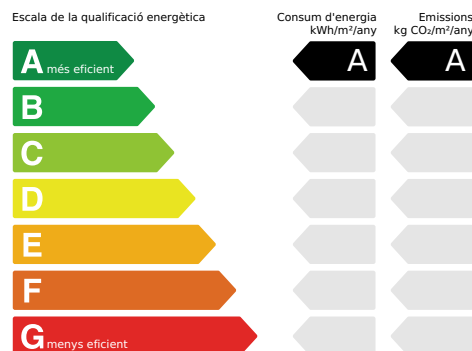 Escala de la qualificació energètica
Consum d'energia
kWh/m²/any
Emissions
kg CO₂/m²/any
A més eficient
A
A
B
C
D
E
F
G menys eficient